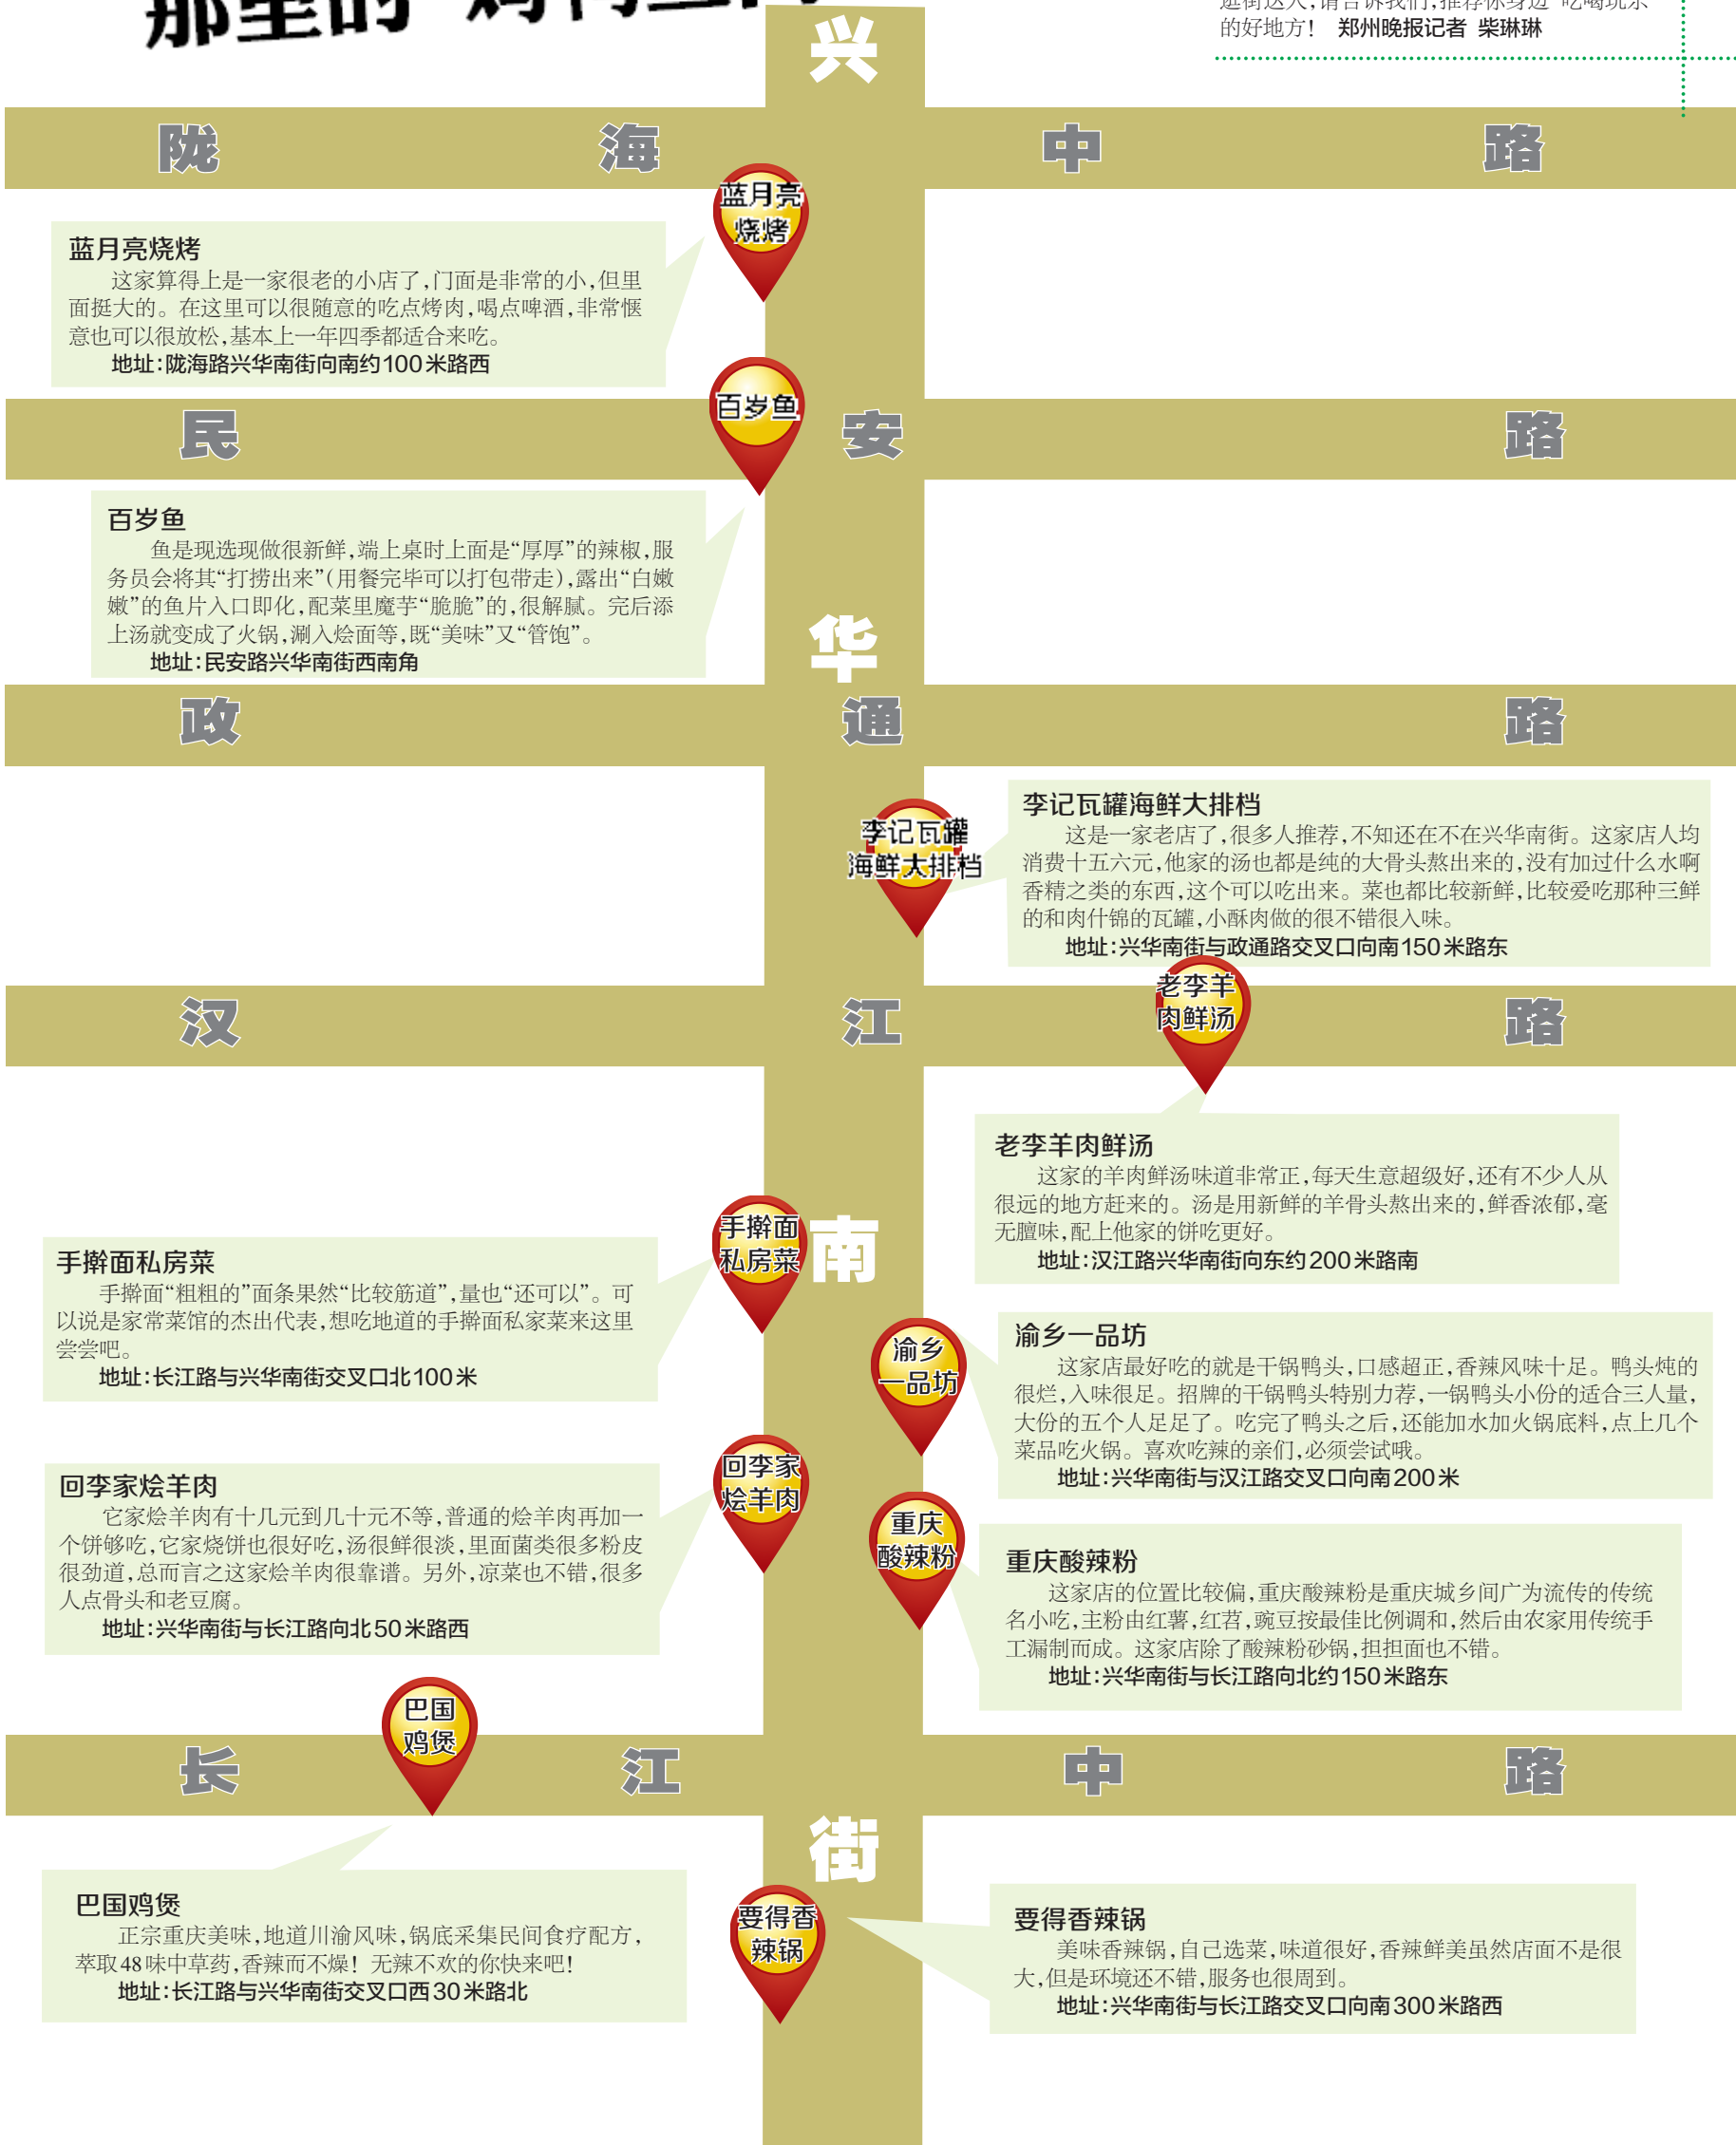 那里的
逛街达人,请告诉我们,推荐你身边“吃喝玩乐”
的好地方! 郑州晚报记者 柴琳琳
兴
陇海中路
蓝月亮
烧烤
蓝月亮烧烤
这家算得上是一家很老的小店了,门面是非常的小,但里
面挺大的。在这里可以很随意的吃点烤肉,喝点啤酒,非常惬
意也可以很放松,基本上一年四季都适合来吃。
地址:陇海路兴华南街向南约100米路西
百岁鱼
民安路
百岁鱼
鱼是现选现做很新鲜,端上桌时上面是“厚厚”的辣椒,服
务员会将其“打捞出来”(用餐完毕可以打包带走),露出“白嫩
嫩”的鱼片入口即化,配菜里魔芋“脆脆”的,很解腻。完后添
上汤就变成了火锅,涮入烩面等,既“美味”又“管饱”。
地址:民安路兴华南街西南角
华
政通路
李记瓦罐
海鲜大排档
李记瓦罐海鲜大排档
这是一家老店了,很多人推荐,不知还在不在兴华南街。这家店人均
消费十五六元,他家的汤也都是纯的大骨头熬出来的,没有加过什么水啊
香精之类的东西,这个可以吃出来。菜也都比较新鲜,比较爱吃那种三鲜
的和肉什锦的瓦罐,小酥肉做的很不错很入味。
地址:兴华南街与政通路交叉口向南150米路东
老李羊
肉鲜汤
汉江路
老李羊肉鲜汤
这家的羊肉鲜汤味道非常正,每天生意超级好,还有不少人从
很远的地方赶来的。汤是用新鲜的羊骨头熬出来的,鲜香浓郁,毫
无膻味,配上他家的饼吃更好。
地址:汉江路兴华南街向东约200米路南
手擀面
私房菜
南
手擀面私房菜
手擀面“粗粗的”面条果然“比较筋道”,量也“还可以”。可
以说是家常菜馆的杰出代表,想吃地道的手擀面私家菜来这里
尝尝吧。
地址:长江路与兴华南街交叉口北100米
渝乡
一品坊
渝乡一品坊
这家店最好吃的就是干锅鸭头,口感超正,香辣风味十足。鸭头炖的
很烂,入味很足。招牌的干锅鸭头特别力荐,一锅鸭头小份的适合三人量,
大份的五个人足足了。吃完了鸭头之后,还能加水加火锅底料,点上几个
菜品吃火锅。喜欢吃辣的亲们,必须尝试哦。
地址:兴华南街与汉江路交叉口向南200米
回李家
烩羊肉
回李家烩羊肉
它家烩羊肉有十几元到几十元不等,普通的烩羊肉再加一
个饼够吃,它家烧饼也很好吃,汤很鲜很淡,里面菌类很多粉皮
很劲道,总而言之这家烩羊肉很靠谱。另外,凉菜也不错,很多
人点骨头和老豆腐。
地址:兴华南街与长江路向北50米路西
重庆
酸辣粉
重庆酸辣粉
这家店的位置比较偏,重庆酸辣粉是重庆城乡间广为流传的传统
名小吃,主粉由红薯,红苕,豌豆按最佳比例调和,然后由农家用传统手
工漏制而成。这家店除了酸辣粉砂锅,担担面也不错。
地址:兴华南街与长江路向北约150米路东
巴国
鸡煲
长江中路
街
巴国鸡煲
正宗重庆美味,地道川渝风味,锅底采集民间食疗配方,
萃取48味中草药,香辣而不燥! 无辣不欢的你快来吧!
地址:长江路与兴华南街交叉口西30米路北
要得香
辣锅
要得香辣锅
美味香辣锅,自己选菜,味道很好,香辣鲜美虽然店面不是很
大,但是环境还不错,服务也很周到。
地址:兴华南街与长江路交叉口向南300米路西